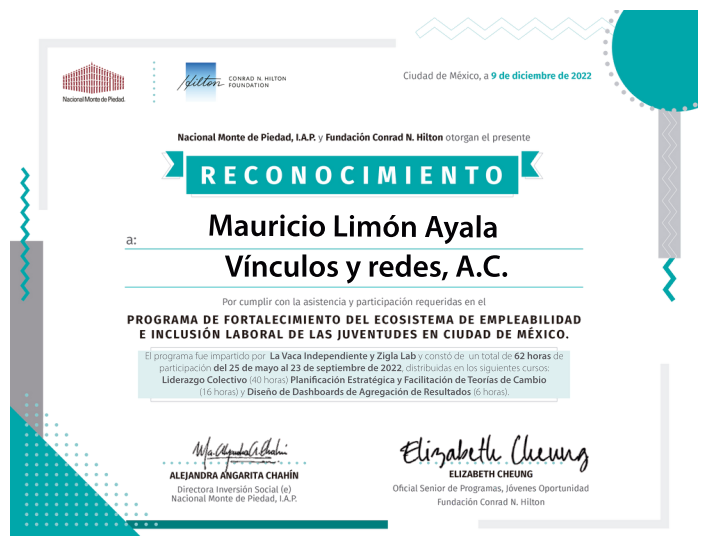 Nacional Monte de Piedad.
Hilton
CONRAD N. HILTON
FOUNDATION
Ciudad de México, a 9 de diciembre de 2022
Nacional Monte de Piedad, I.A.P. y Fundación Conrad N. Hilton otorgan el presente
RECONOCIMIENTO
Mauricio Limón Ayala
a:
Vínculos y redes, A.C.
Por cumplir con la asistencia y participación requeridas en el
PROGRAMA DE FORTALECIMIENTO DEL ECOSISTEMA DE EMPLEABILIDAD
E INCLUSIÓN LABORAL DE LAS JUVENTUDES EN CIUDAD DE MÉXICO.
El programa fue impartido por La Vaca Independiente y Zigla Lab y constó de un total de 62 horas de
participación del 25 de mayo al 23 de septiembre de 2022, distribuidas en los siguientes cursos:
Liderazgo Colectivo (40 horas) Planificación Estratégica y Facilitación de Teorías de Cambio
(16 horas) y Diseño de Dashboards de Agregación de Resultados (6 horas).
Elizabeth Cheung
ALEJANDRA ANGARITA CHAHÍN
Directora Inversión Social (e)
Nacional Monte de Piedad, I.A.P.
ELIZABETH CHEUNG
Oficial Senior de Programas, Jóvenes Oportunidad
Fundación Conrad N. Hilton